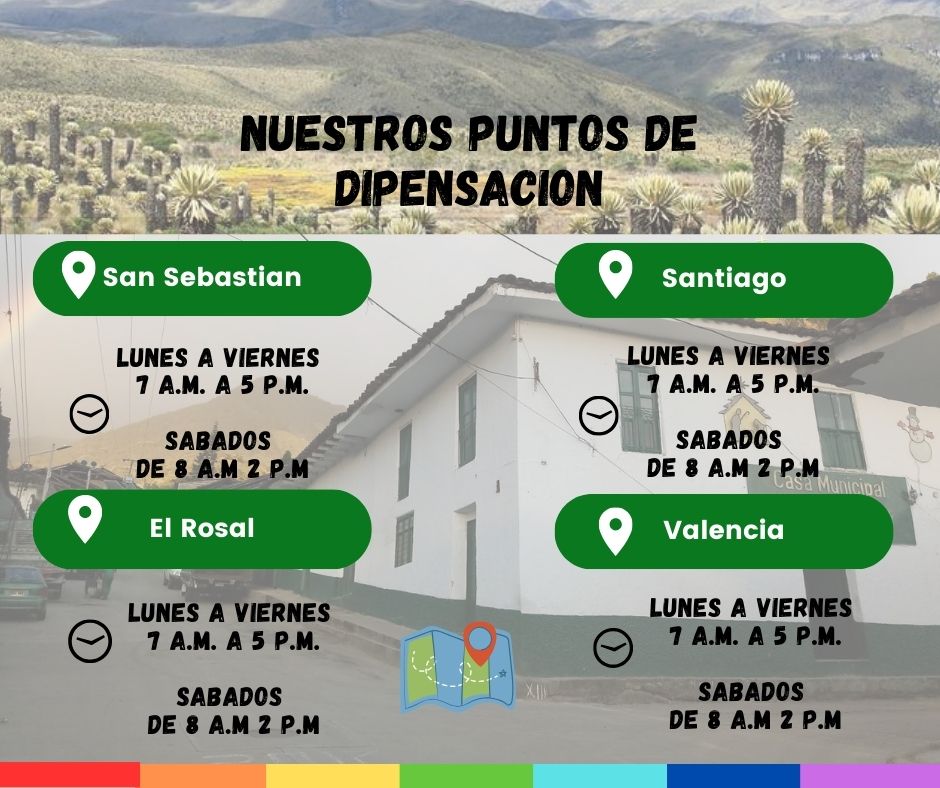 NUESTROS PUNTOS DE
DIPENSACION
San Sebastian
LUNES A VIERNES
7 A.M. A 5 P.M.
SABADOS
DE 8 A.M 2 P.M
Santiago
LUNES A VIERNES
7 A.M. A 5 P.M.
SABADOS
DE 8 A.M 2 P.M
Casa Municipal
El Rosal
LUNES A VIERNES
7 A.M. A 5 P.M.
SABADOS
DE 8 A.M 2 P.M
Valencia
LUNES A VIERNES
7 A.M. A 5 P.M.
SABADOS
DE 8 A.M 2 P.M